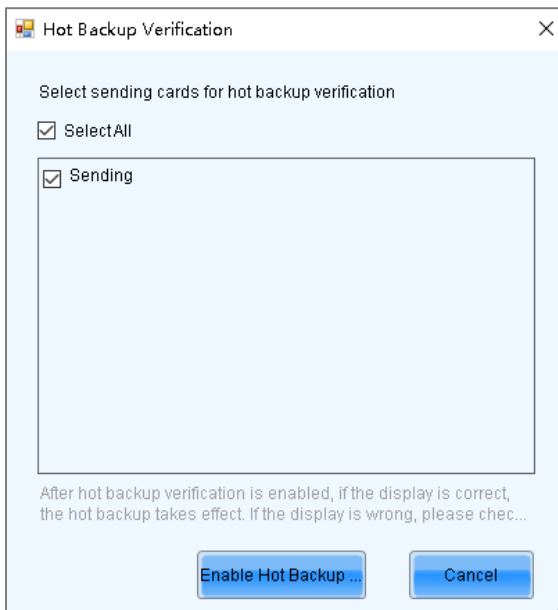 Hot Backup Verification
Select sending cards for hot backup verification
SelectAll
Sending
After hot backup verification is enabled, if the display is correct,
the hot backup takes effect. If the display is wrong, please chec...
Enable Hot Backup ...
Cancel